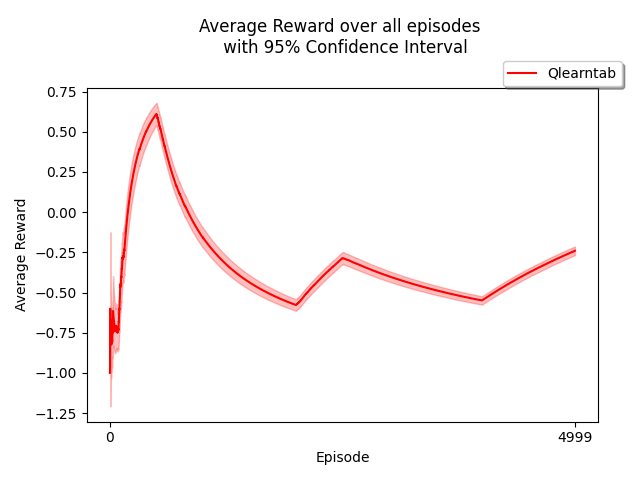 Average Reward over all episodes
with 95% Confidence Interval
Qlearntab
0.75
0.50
0.25
0.00
−0.25
−0.50
−0.75
−1.00
−1.25
Average Reward
0
4999
Episode